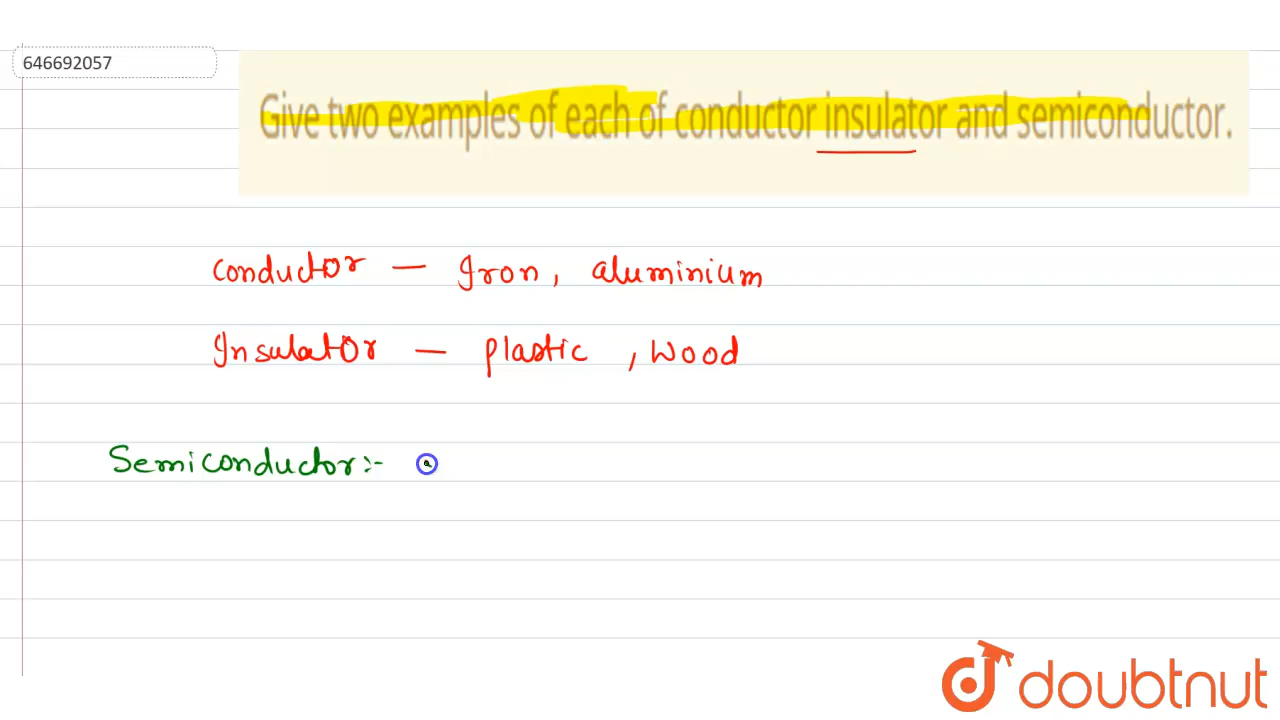 646692057
Give two examples of each of conductor insulator and semiconductor.
Conductor — Iron, aluminium
Insulator — plastic , Wood
Semiconductor :-
doubtnut